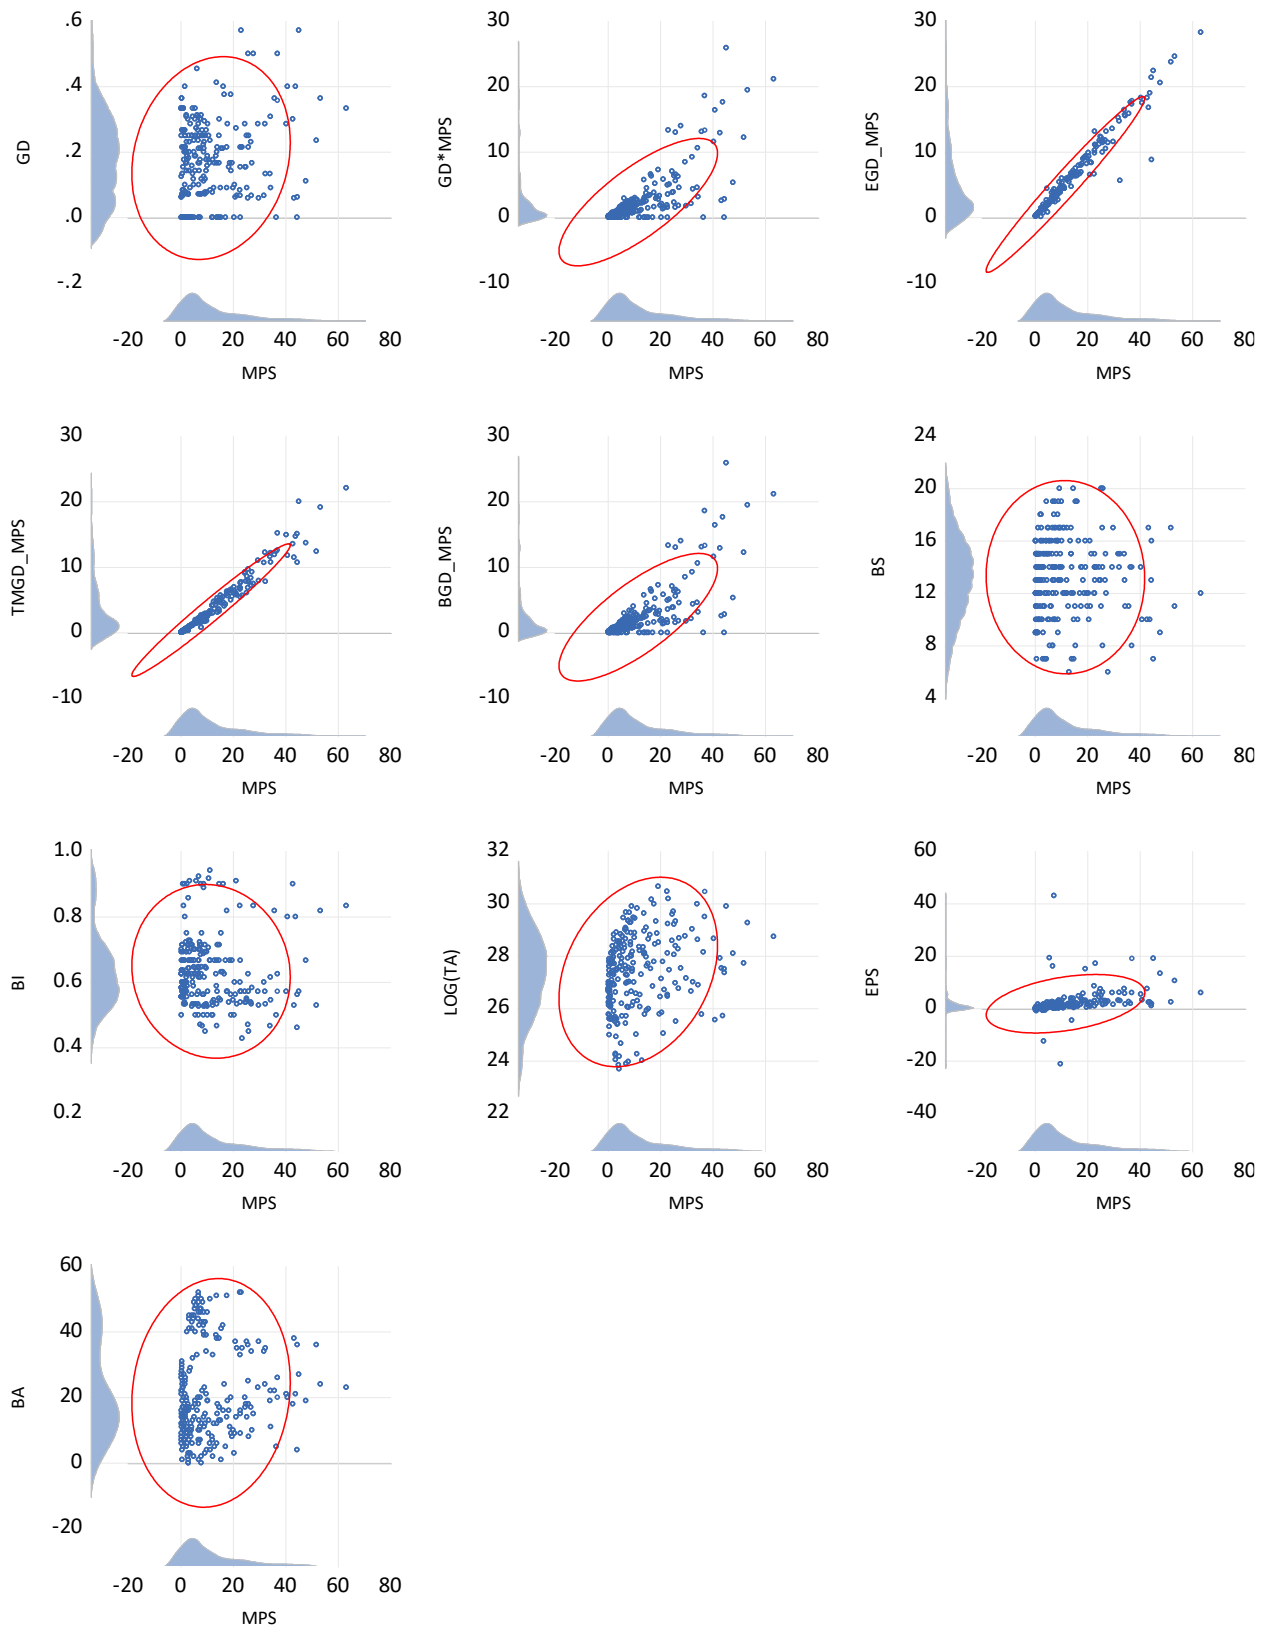 .6 30 30
.4 20 20
GD .2 GD*MPS 10 EGD_MPS 10
.0 0 0
-.2 -10 -10
-20 0 20 40 60 80 -20 0 20 40 60 80 -20 0 20 40 60 80
MPS MPS MPS
30 30 24
20 20 20
TMGD_MPS 10 BGD_MPS 10 BS 16
12
0 0 8
-10 -10 4
-20 0 20 40 60 80 -20 0 20 40 60 80 -20 0 20 40 60 80
MPS MPS MPS
1.0 32 60
0.8 30 40
BI 0.6 LOG(TA) 28 EPS 20
26 0
0.4 24 -20
0.2 22 -40
-20 0 20 40 60 80 -20 0 20 40 60 80 -20 0 20 40 60 80
MPS MPS MPS
60
40
BA 20
0
-20
-20 0 20 40 60 80
MPS